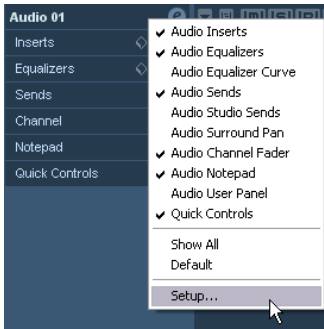 Audio 01
Inserts
Equalizers
Sends
Channel
Notepad
Quick Controls
Audio Inserts
Audio Equalizers
Audio Equalizer Curve
Audio Sends
Audio Studio Sends
Audio Surround Pan
Audio Channel Fader
Audio Notepad
Audio User Panel
Quick Controls
Show All
Default
Setup...